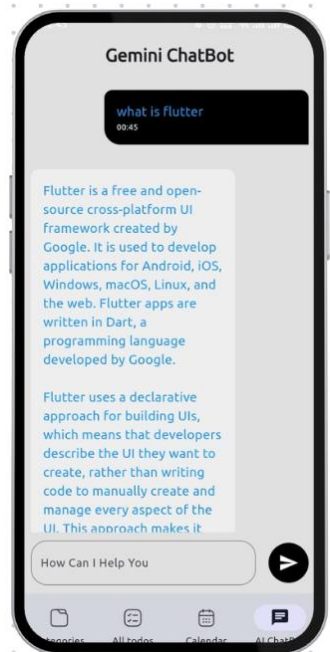 Gemini ChatBot
what is flutter
00:45
Flutter is a free and open-
source cross-platform UI
framework created by
Google. It is used to develop
applications for Android, iOS,
Windows, macOS, Linux, and
the web. Flutter apps are
written in Dart, a
programming language
developed by Google.
Flutter uses a declarative
approach for building UIs,
which means that developers
describe the UI they want to
create, rather than writing
code to manually create and
manage every aspect of the
UI. This approach makes it
How Can I Help You
All todos Calendar AI ChatB